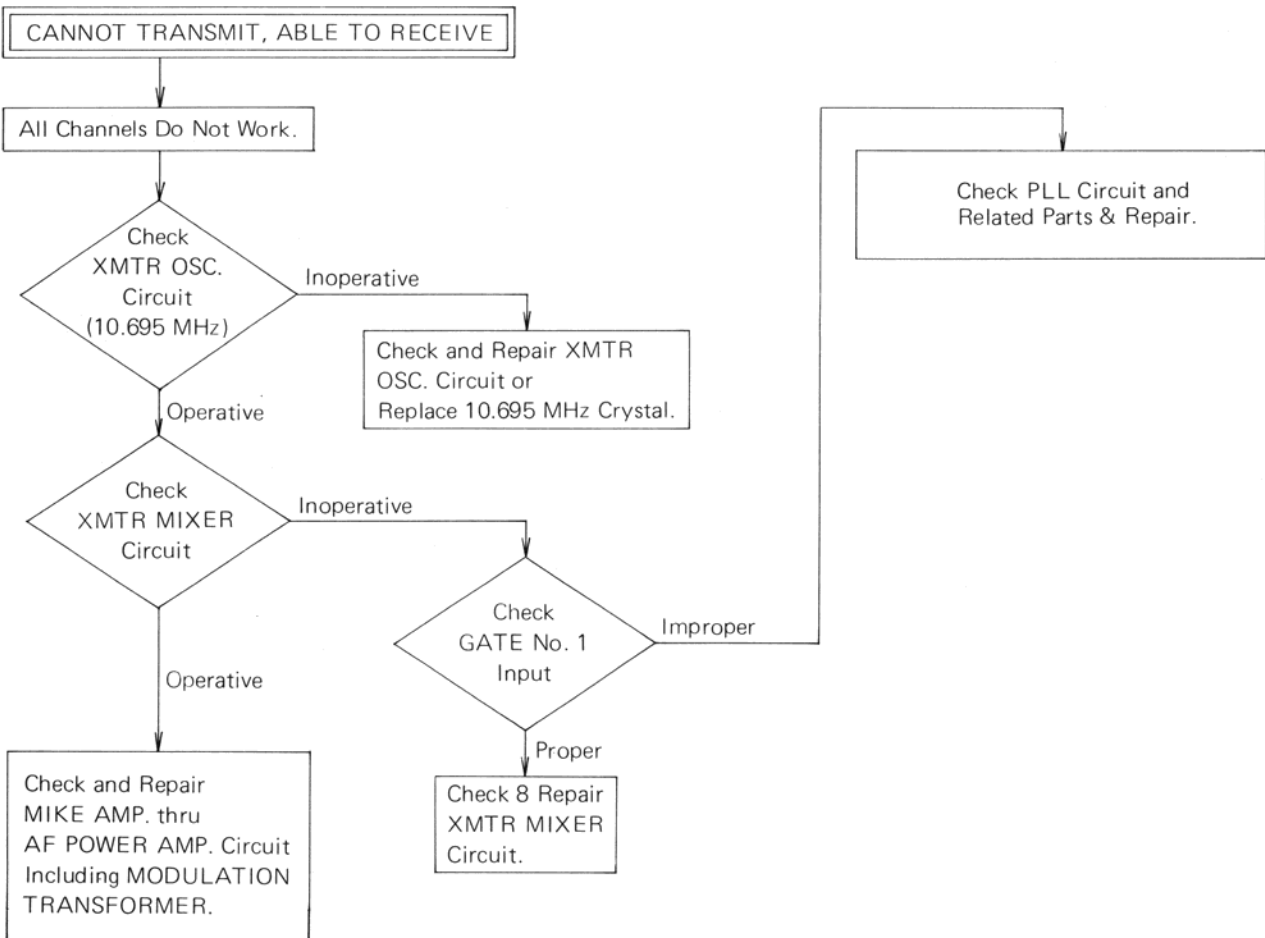 CANNOT TRANSMIT, ABLE TO RECEIVE
All Channels Do Not Work.
Check
XMTR OSC.
Circuit
(10.695 MHz)
Inoperative
Check and Repair XMTR
OSC. Circuit or
Replace 10.695 MHz Crystal.
Operative
Check
XMTR MIXER
Circuit
Inoperative
Check
GATE No. 1
Input
Improper
Check PLL Circuit and
Related Parts & Repair.
Proper
Check 8 Repair
XMTR MIXER
Circuit.
Operative
Check and Repair
MIKE AMP. thru
AF POWER AMP. Circuit
Including MODULATION
TRANSFORMER.